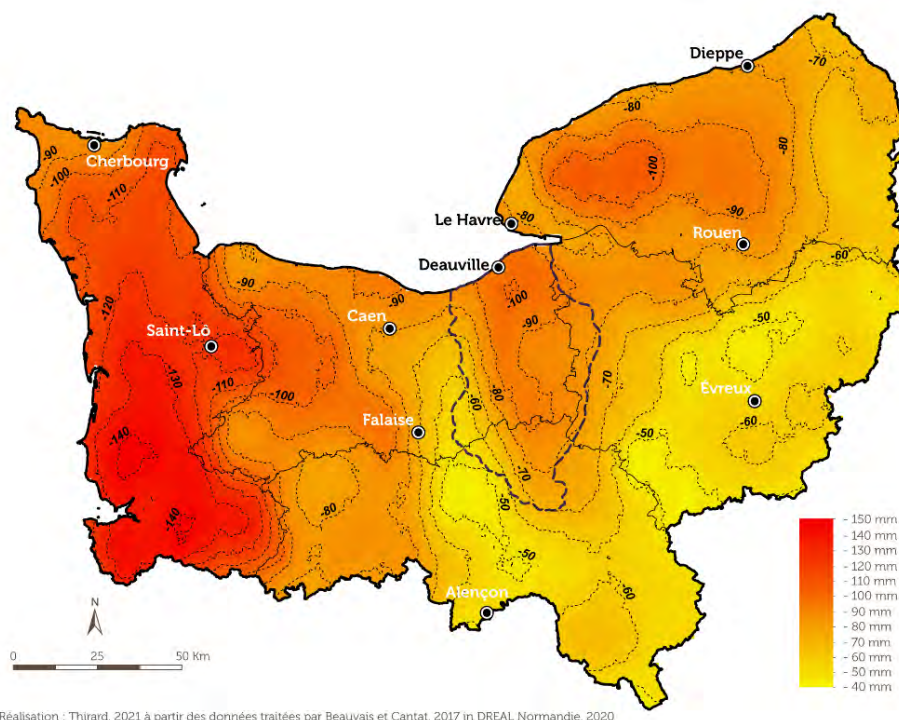 Dieppe
-70
-80
-90
Cherbourg
-100
-110
-80
-100
-90
Le Havre
-80
Rouen
-60
Deauville
-90
-90
-100
-50
-120
Caen
-90
Saint-Lô
-130
-110
-100
-80
-70
Évreux
-60
Falaise
-60
-140
-50
-70
-80
-50
-140
-50
-60
Alençon
N
0 25 50 Km
- 150 mm
- 140 mm
- 130 mm
- 120 mm
- 110 mm
- 100 mm
- 90 mm
- 80 mm
- 70 mm
- 60 mm
- 50 mm
- 40 mm
Réalisation : Thirard, 2021 à partir des données traitées par Beauvais et Cantat, 2017 in DREAL Normandie, 2020